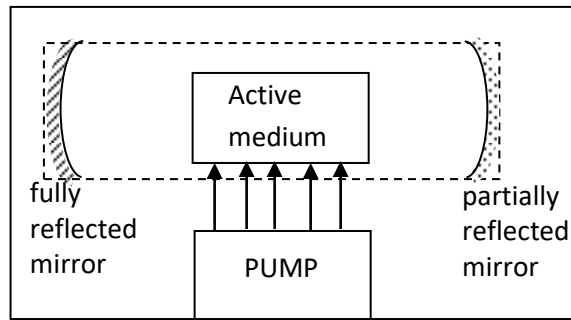 Active
medium
fully
reflected
mirror
partially
reflected
mirror
PUMP